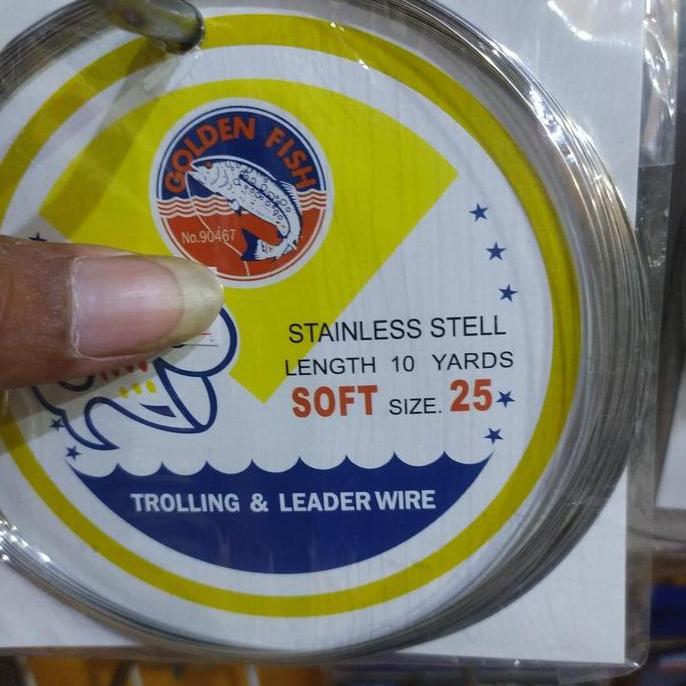 GOLDEN FISH
No.90467
STAINLESS STELL
LENGTH 10 YARDS
SOFT SIZE. 25
TROLLING & LEADER WIRE